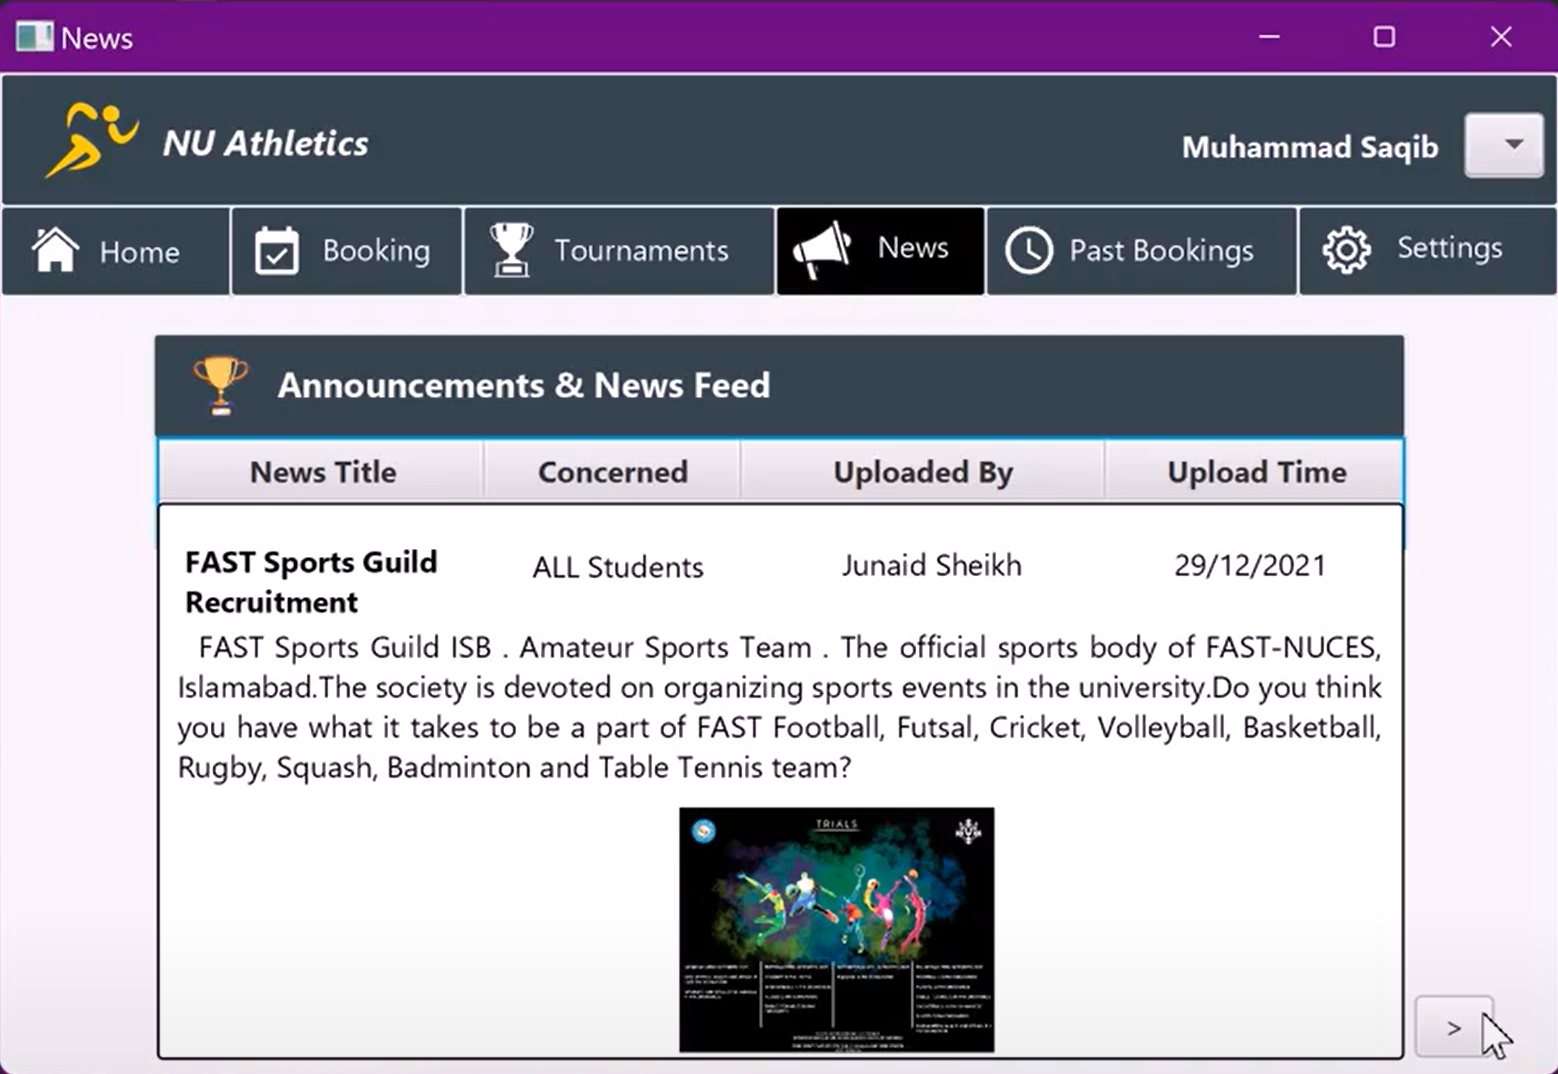 News
NU Athletics
Muhammad Saqib
Home
Booking
Tournaments
News
Past Bookings
Settings
Announcements & News Feed
News Title
Concerned
Uploaded By
Upload Time
FAST Sports Guild
Recruitment
ALL Students
Junaid Sheikh
29/12/2021
FAST Sports Guild ISB . Amateur Sports Team . The official sports body of FAST-NUCES,
Islamabad.The society is devoted on organizing sports events in the university.Do you think
you have what it takes to be a part of FAST Football, Futsal, Cricket, Volleyball, Basketball,
Rugby, Squash, Badminton and Table Tennis team?
TRIALS
>